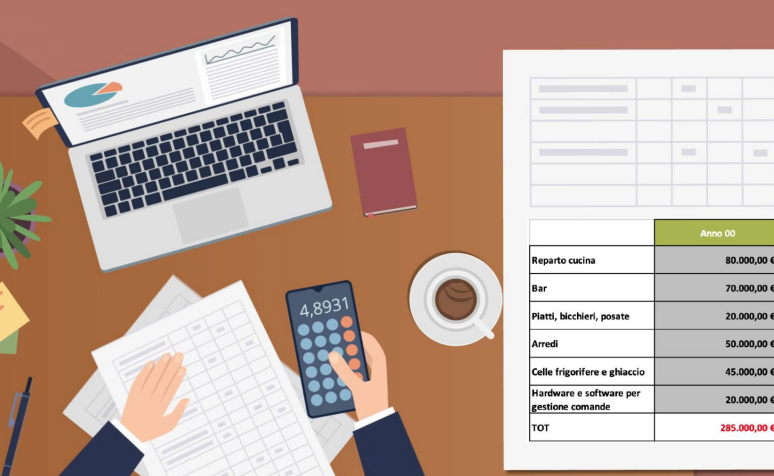 4,8931
Anno 00
Reparto cucina 80.000,00 €
Bar 70.000,00 €
Piatti, bicchieri, posate 20.000,00 €
Arredi 50.000,00 €
Celle frigorifere e ghiaccio 45.000,00 €
Hardware e software per
gestione comande 20.000,00 €
TOT 285.000,00 €